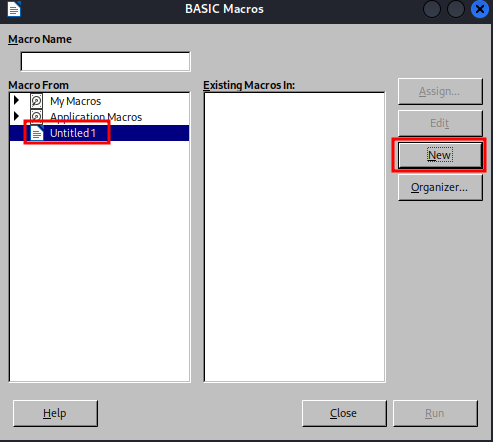 BASIC Macros
Macro Name
Macro From
Existing Macros In:
My Macros
Application Macros
Untitled 1
Assign...
Edit
New
Organizer...
Help
Close
Run